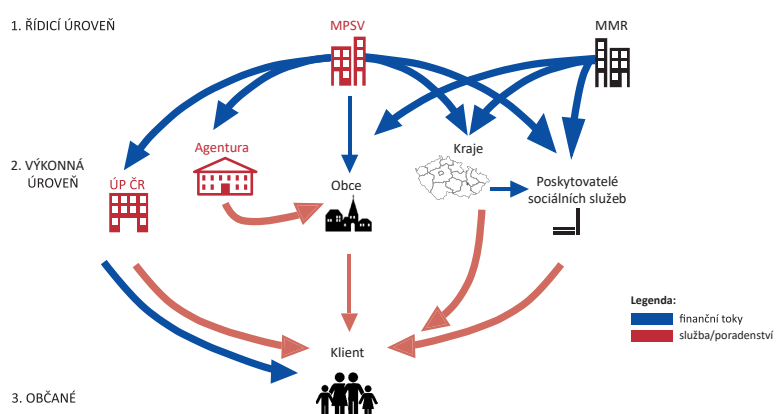 1. ŘÍDICÍ ÚROVEŇ
MPSV
MMR
Agentura
Kraje
2. VÝKONNÁ
ÚROVEŇ
ÚP ČR
Obce
Poskytovatelé
sociálních služeb
Legenda:
finanční toky
služba/poradenství
Klient
3. OBČANÉ